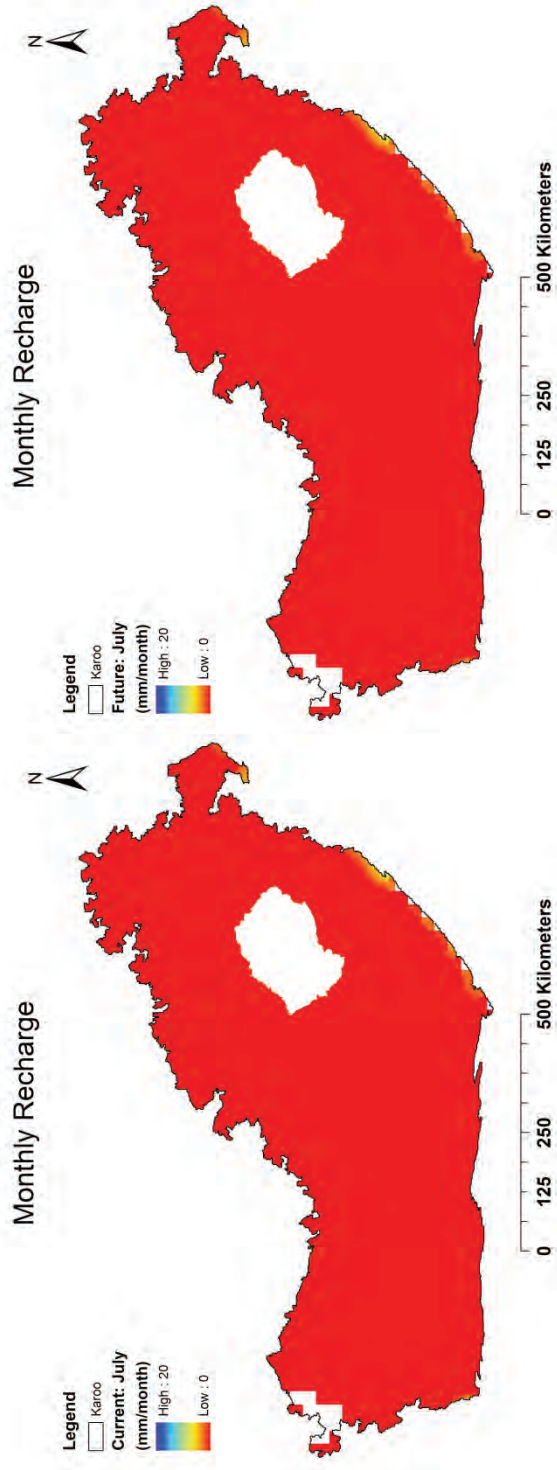 Monthly Recharge
N
Legend
Karoo
Current: July
(mm/month)
High : 20
Low : 0
0 125 250 500 Kilometers
Monthly Recharge
N
Legend
Karoo
Future: July
(mm/month)
High : 20
Low : 0
0 125 250 500 Kilometers